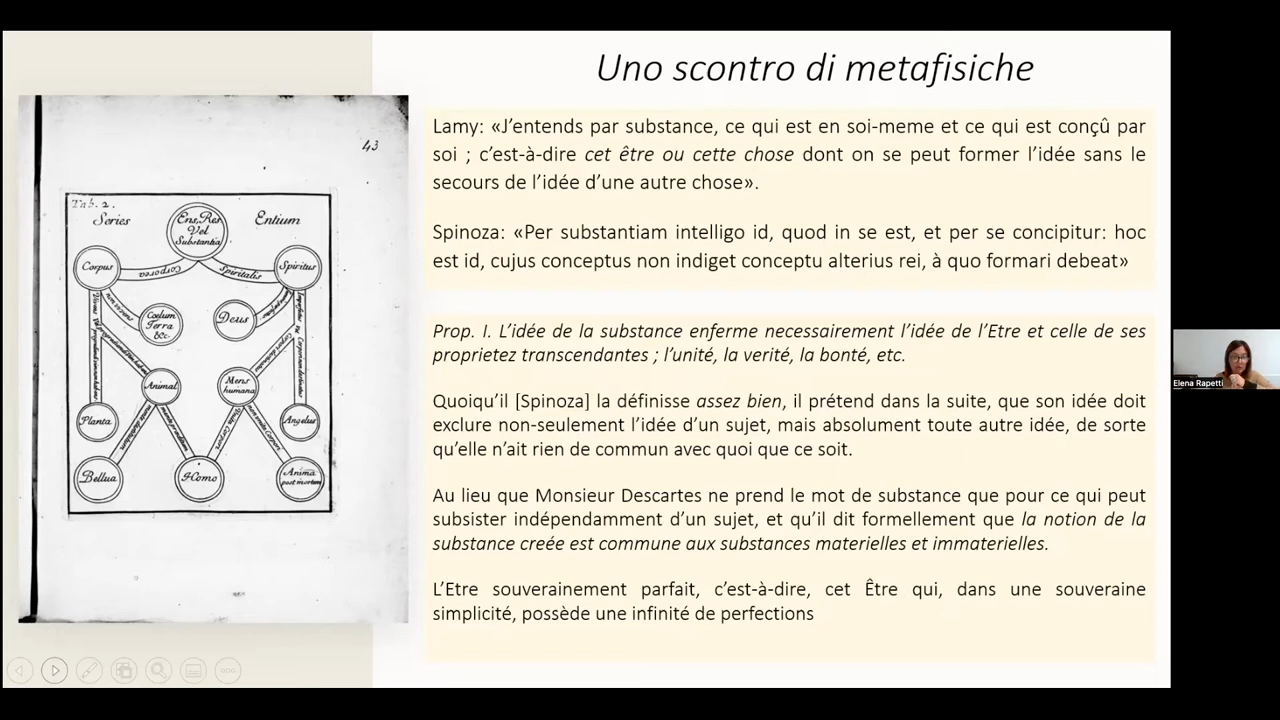 Uno scontro di metafisiche
43
Tab. 2.
Series
Entium
Ens, Res
Vel
Substantia
Corpus
Corporea
Spiritalis
Spiritus
Coelum
Terra
&c.
Deus
Animal
Mens
humana
Planta
Angelus
Bellua
Homo
Anima
post mortem
Lamy: «J’entends par substance, ce qui est en soi-meme et ce qui est conçû par
soi ; c’est-à-dire cet être ou cette chose dont on se peut former l’idée sans le
secours de l’idée d’une autre chose».
Spinoza: «Per substantiam intelligo id, quod in se est, et per se concipitur: hoc
est id, cujus conceptus non indiget conceptu alterius rei, à quo formari debeat»
Prop. I. L’idée de la substance enferme necessairement l’idée de l’Etre et celle de ses
proprietez transcendantes ; l’unité, la verité, la bonté, etc.
Quoiqu’il [Spinoza] la définisse assez bien, il prétend dans la suite, que son idée doit
exclure non-seulement l’idée d’un sujet, mais absolument toute autre idée, de sorte
qu’elle n’ait rien de commun avec quoi que ce soit.
Au lieu que Monsieur Descartes ne prend le mot de substance que pour ce qui peut
subsister indépendamment d’un sujet, et qu’il dit formellement que la notion de la
substance creée est commune aux substances materielles et immaterielles.
L’Etre souverainement parfait, c’est-à-dire, cet Être qui, dans une souveraine
simplicité, possède une infinité de perfections
Elena Rapetti